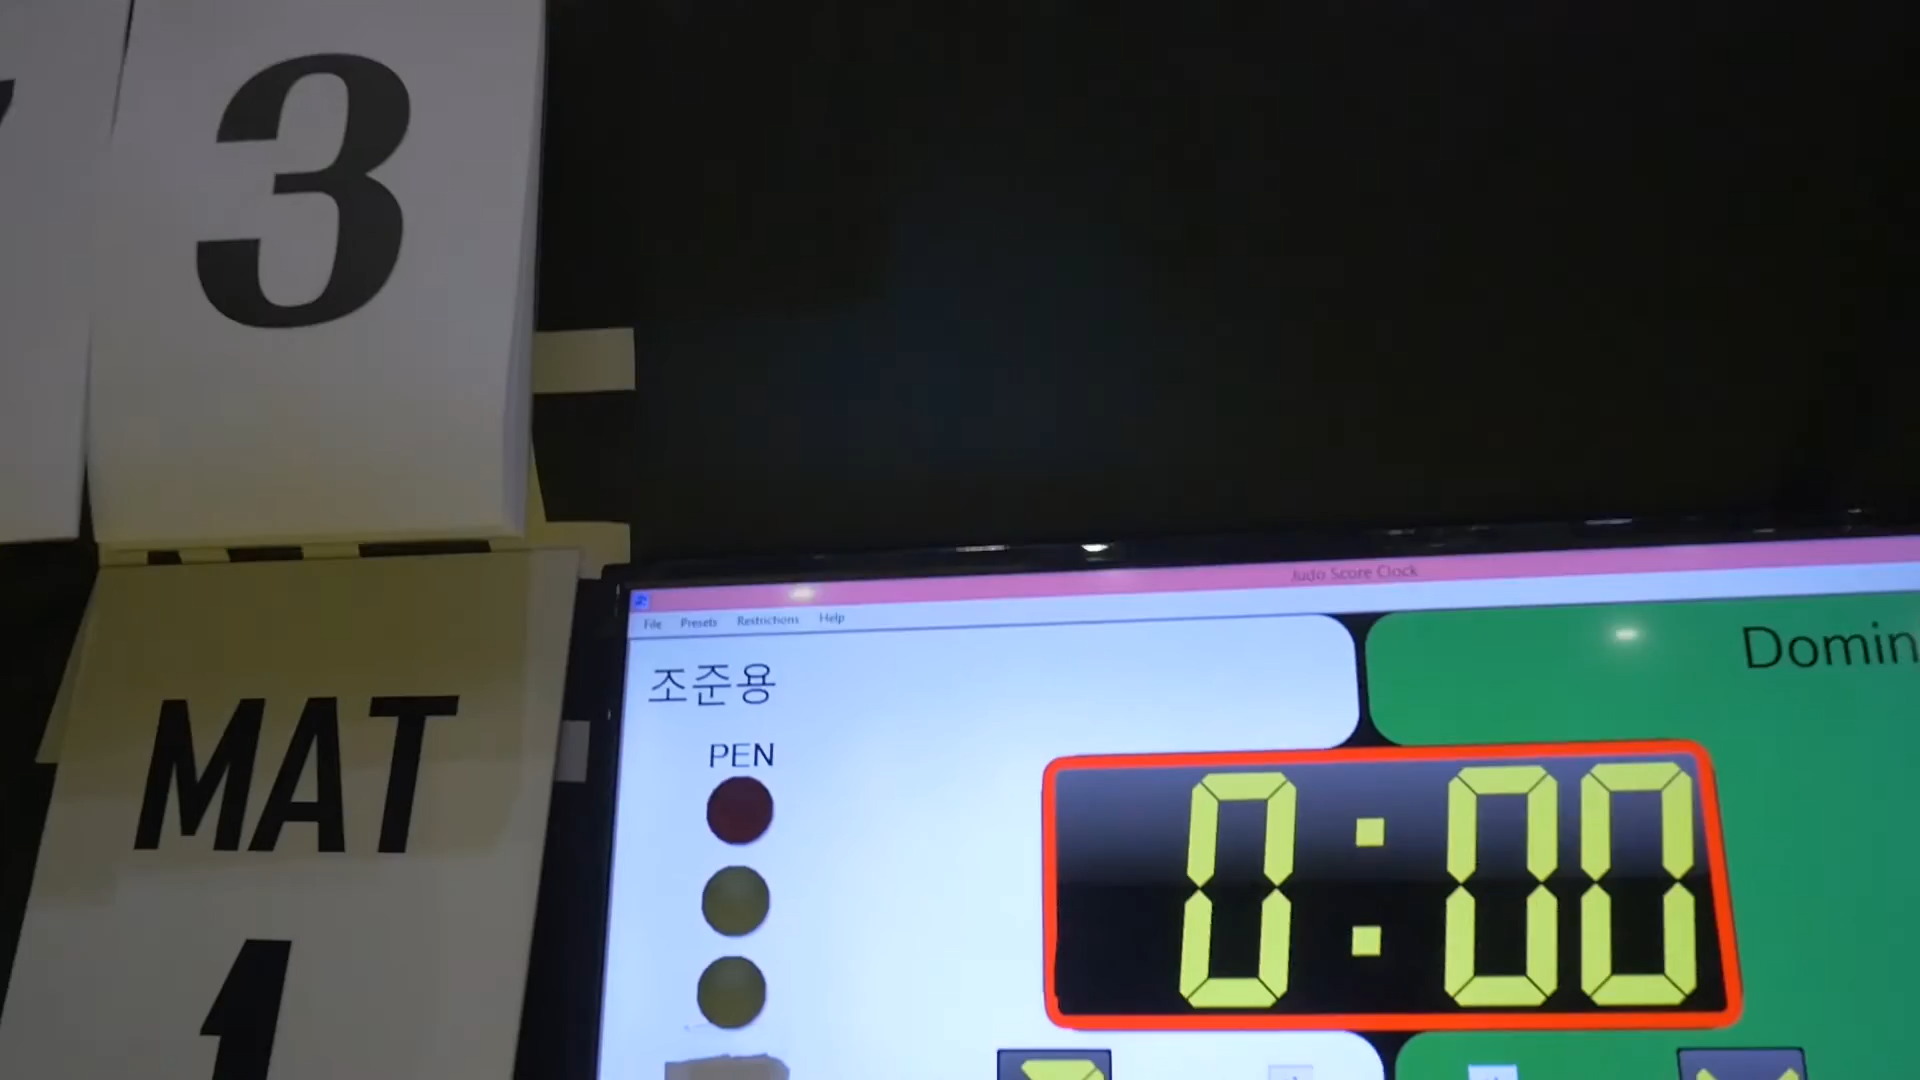 3
MAT
1
Judo Score Clock
File Presets Restrictions Help
조준용
Domin
PEN
0:00